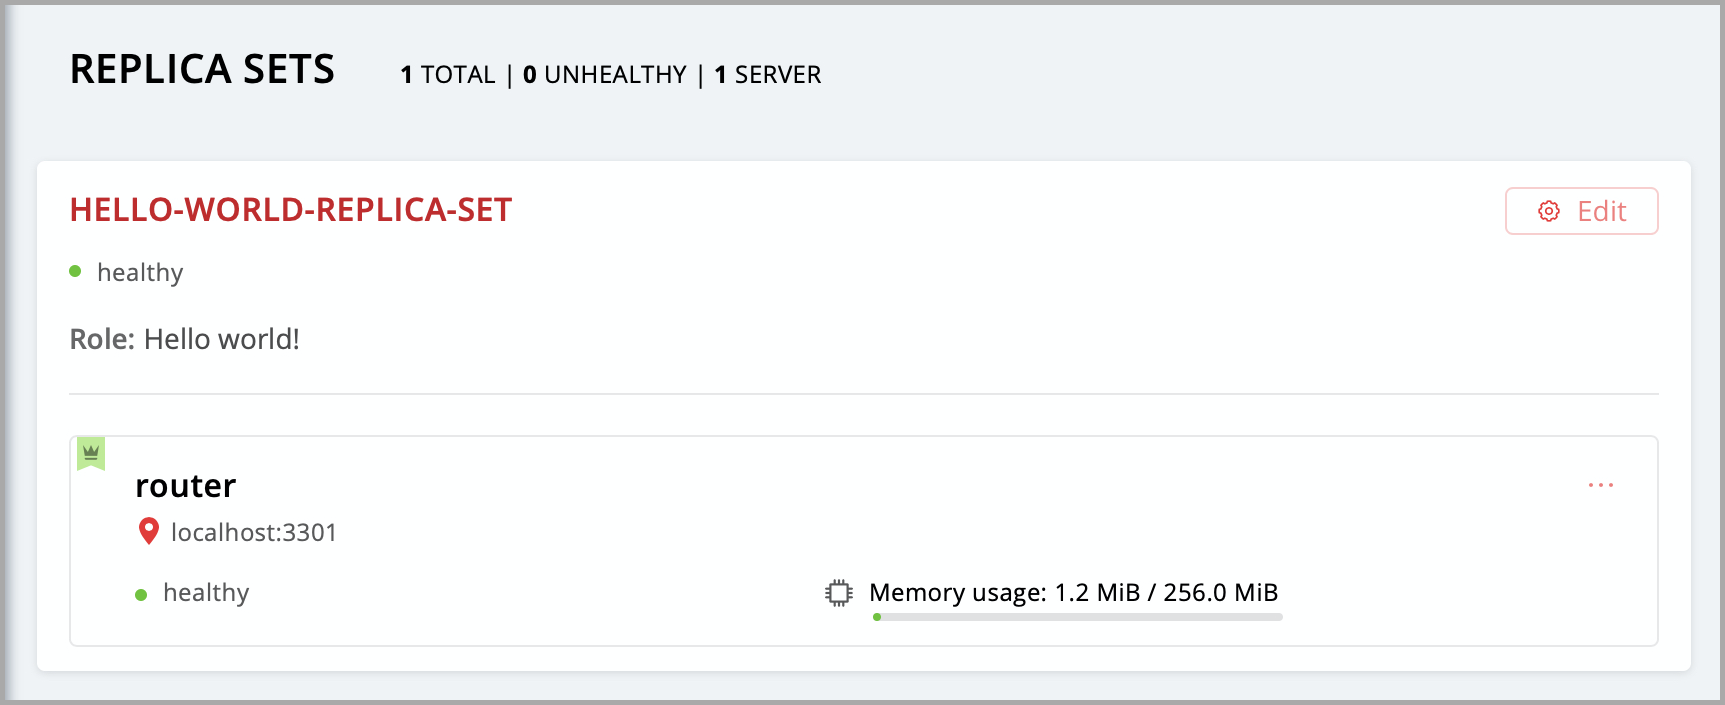 REPLICA SETS 1 TOTAL | 0 UNHEALTHY | 1 SERVER
HELLO-WORLD-REPLICA-SET Edit
healthy
Role: Hello world!
router
localhost:3301
healthy Memory usage: 1.2 MiB / 256.0 MiB